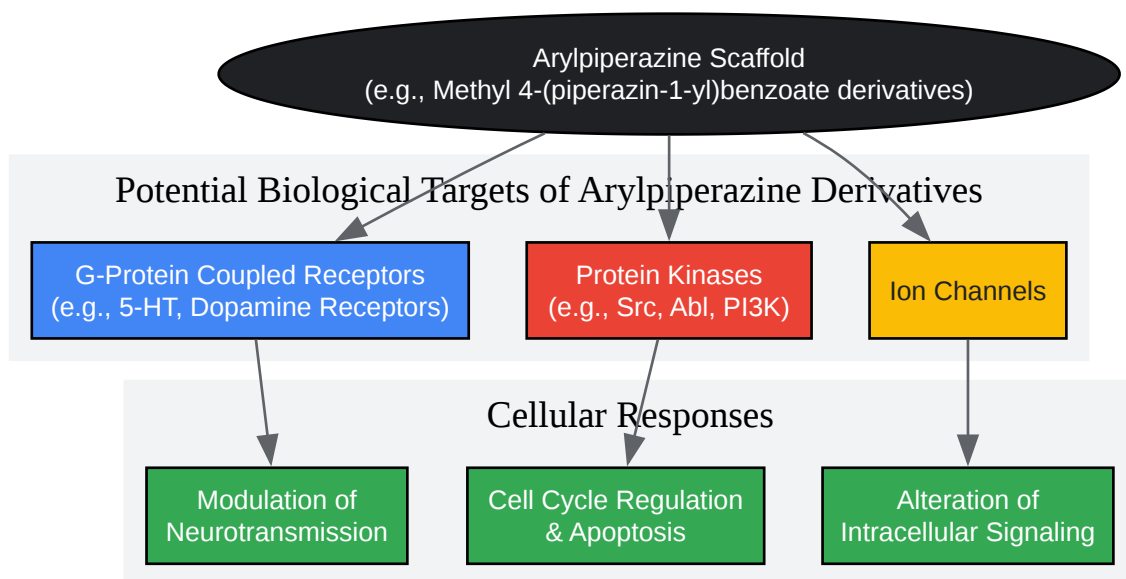 Arylpiperazine Scaffold
(e.g., Methyl 4-(piperazin-1-yl)benzoate derivatives)
Potential Biological Targets of Arylpiperazine Derivatives
G-Protein Coupled Receptors
(e.g., 5-HT, Dopamine Receptors)
Protein Kinases
(e.g., Src, Abl, PI3K)
Ion Channels
Cellular Responses
Modulation of
Neurotransmission
Cell Cycle Regulation
& Apoptosis
Alteration of
Intracellular Signaling